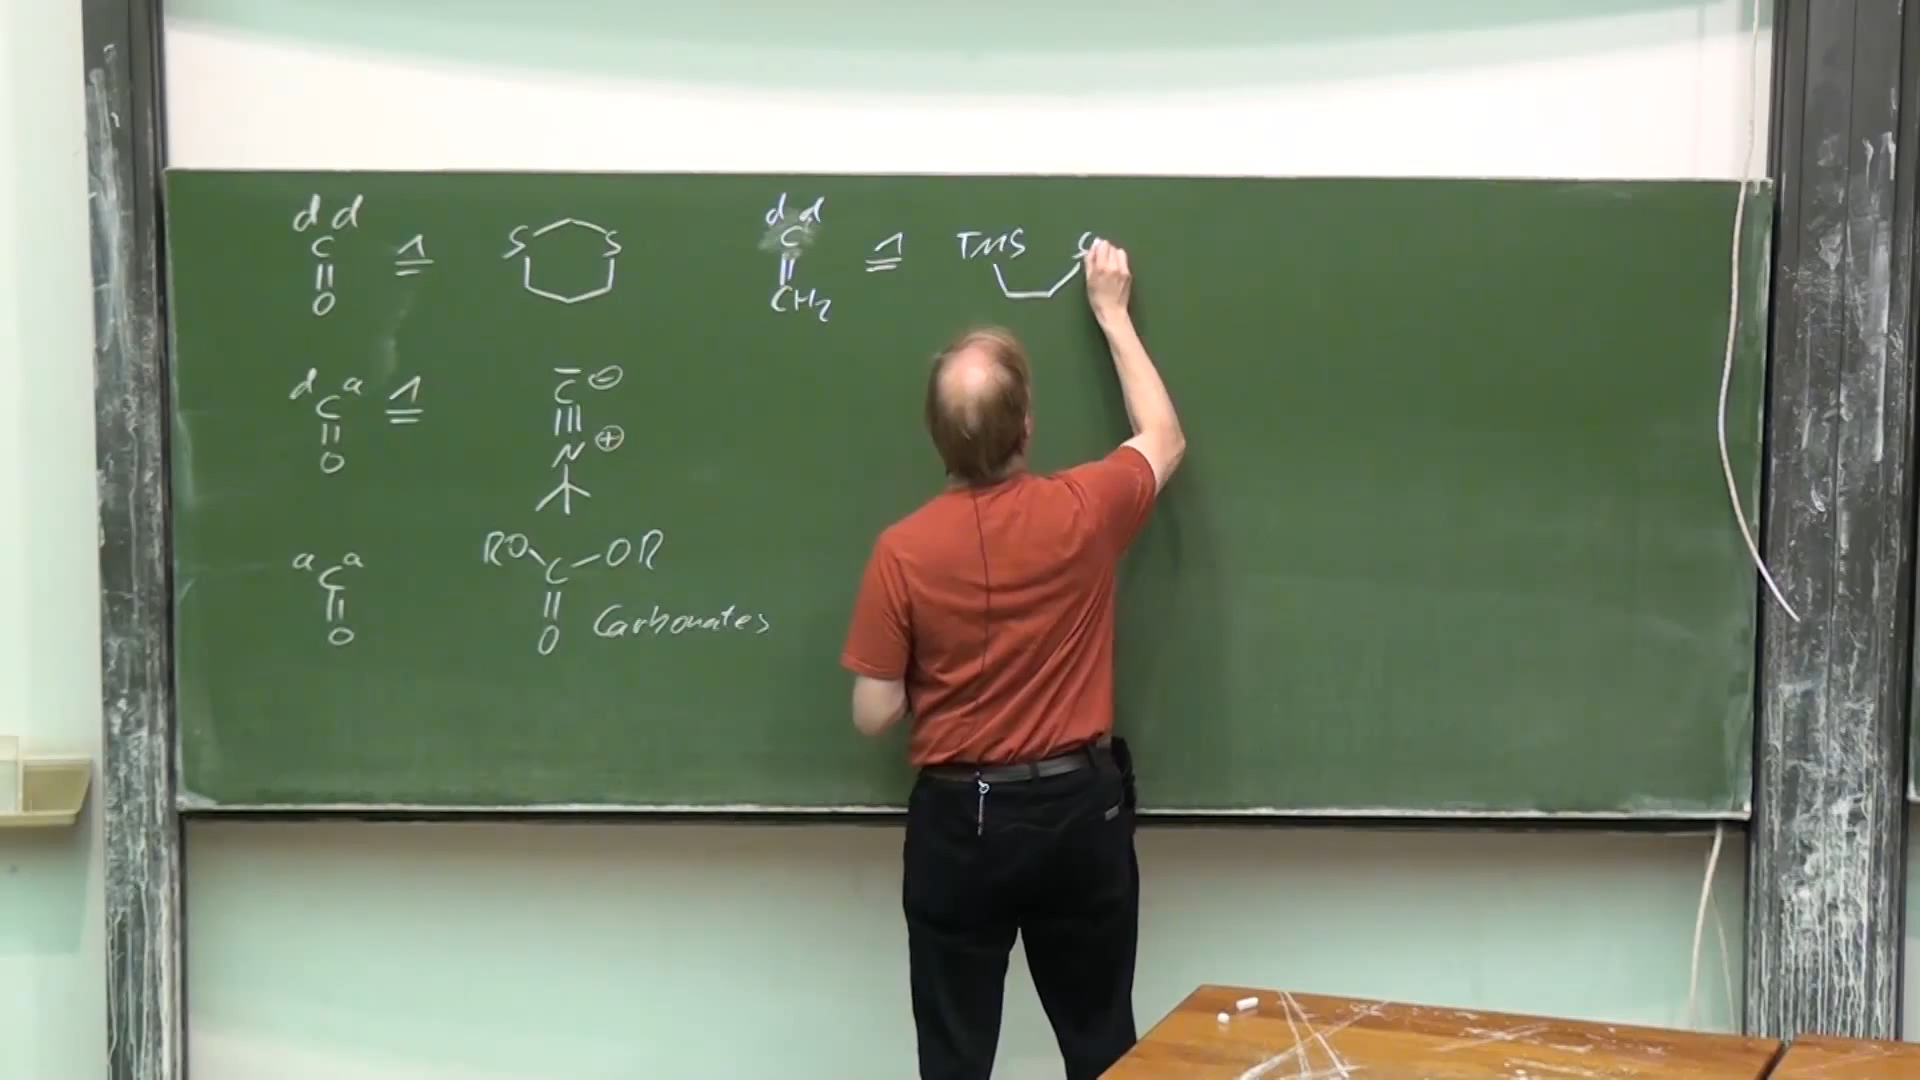 d d
C
O
≙
S S
d d
C
CH2
≙
TMS S
d a
C
O
≙
C ⊖
N ⊕
a a
C
O
RO OR
C
O
Carbonates